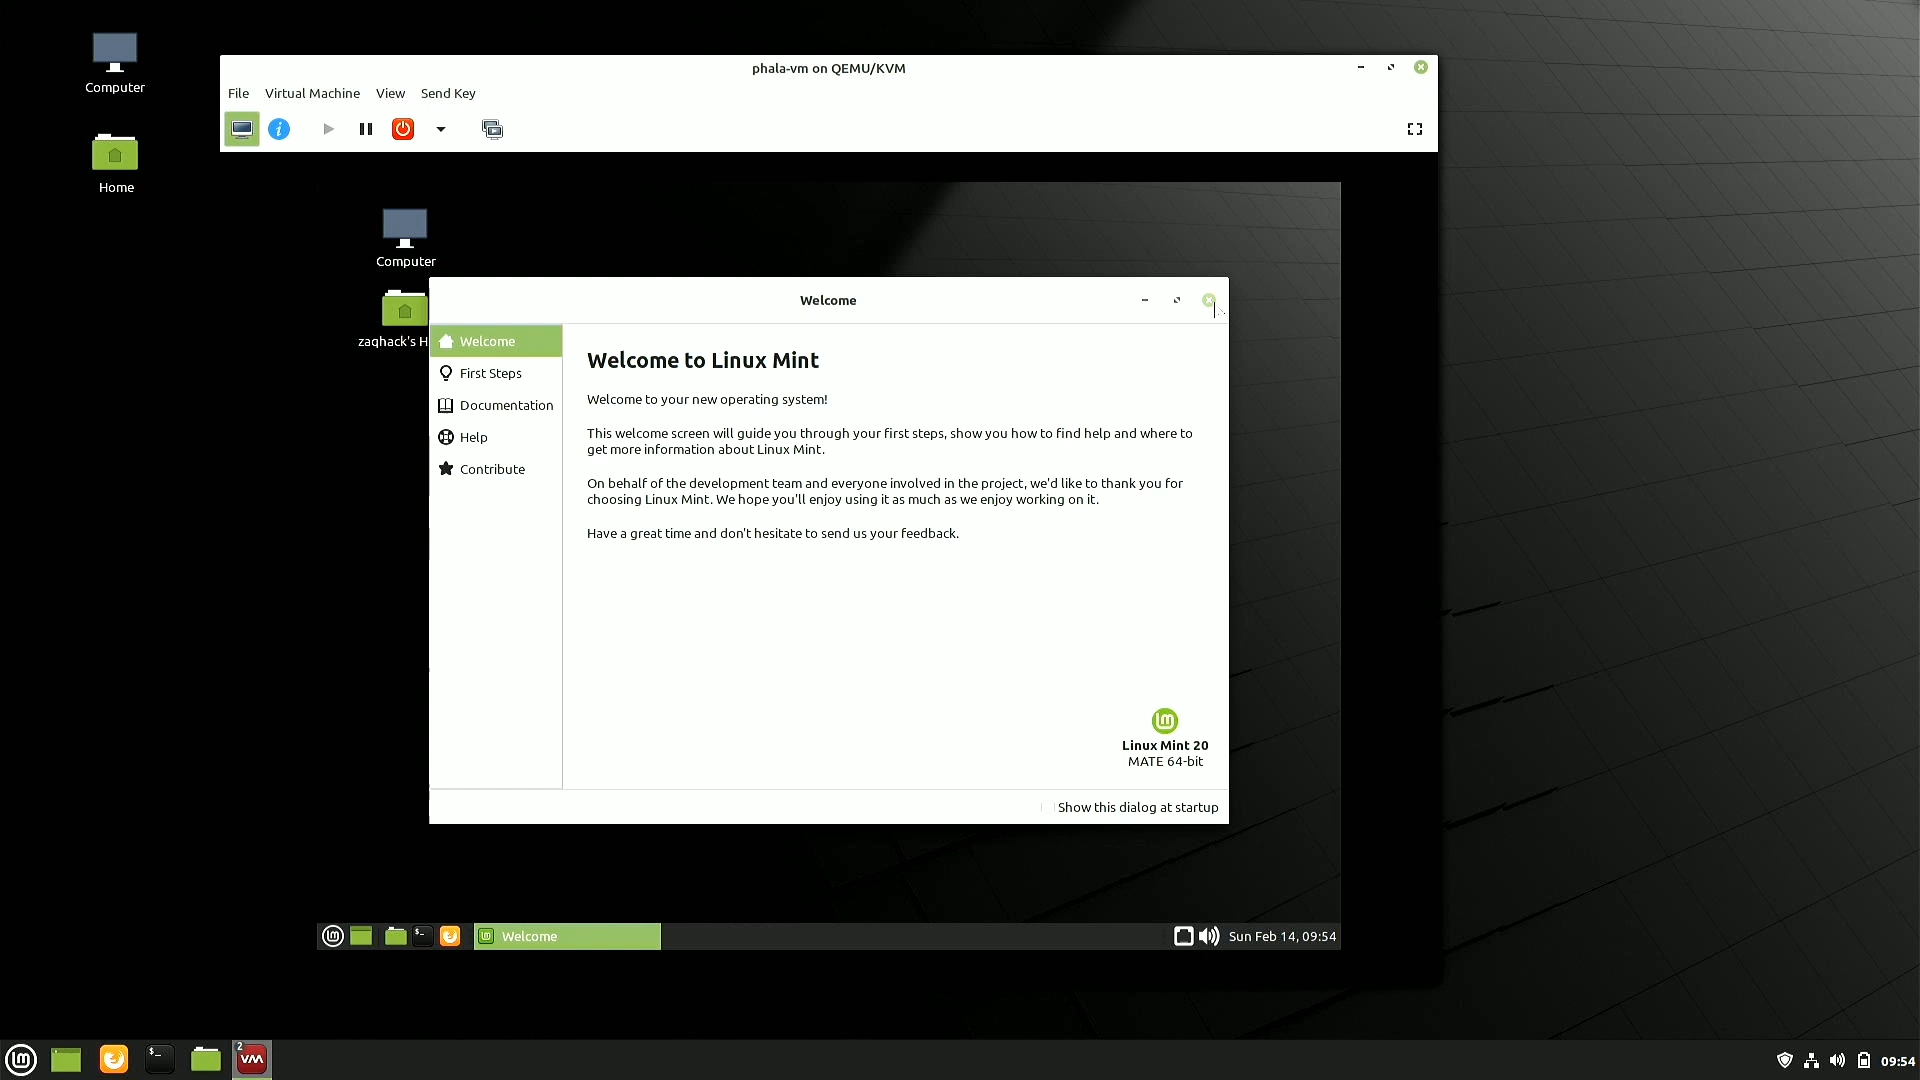 Computer
Home
phala-vm on QEMU/KVM
File Virtual Machine View Send Key
Computer
zaqhack's H
Welcome
Welcome
First Steps
Documentation
Help
Contribute
Welcome to Linux Mint
Welcome to your new operating system!
This welcome screen will guide you through your first steps, show you how to find help and where to
get more information about Linux Mint.
On behalf of the development team and everyone involved in the project, we'd like to thank you for
choosing Linux Mint. We hope you'll enjoy using it as much as we enjoy working on it.
Have a great time and don't hesitate to send us your feedback.
Linux Mint 20
MATE 64-bit
Show this dialog at startup
$_ Welcome Sun Feb 14, 09:54
$_ 2 VM 09:54